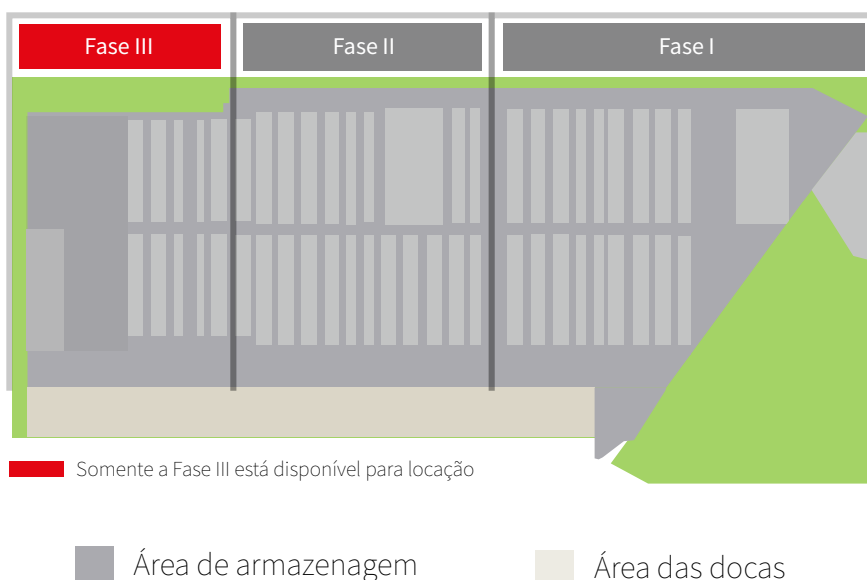 Fase III
Fase II
Fase I
Somente a Fase III está disponível para locação
Área de armazenagem
Área das docas